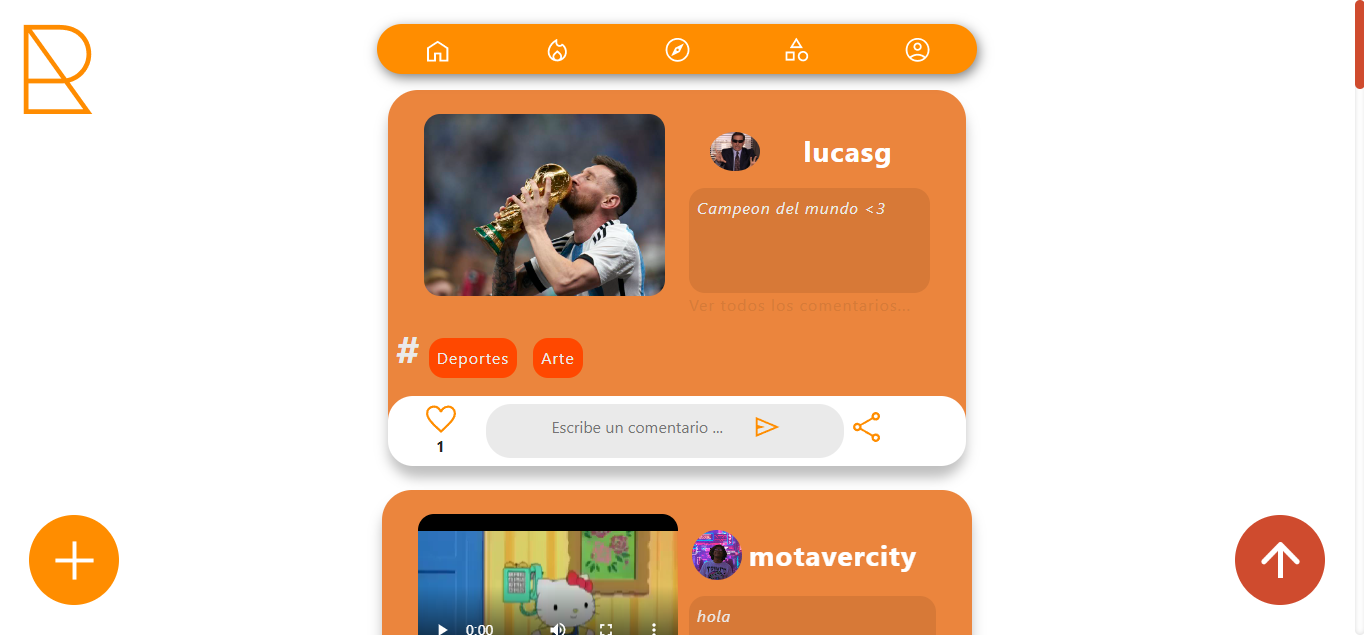 lucasg
Campeon del mundo <3
Ver todos los comentarios...
# Deportes Arte
1
Escribe un comentario ...
motavercity
hola
0:00